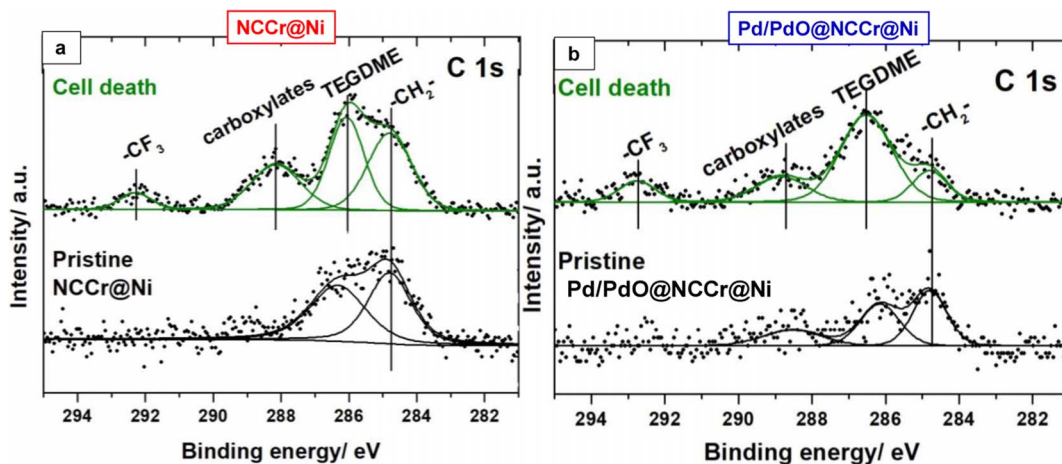 NCCr@Ni
a
Cell death
carboxylates
TEGDME
-CH2-
C 1s
-CF3
Pristine
NCCr@Ni
Intensity/ a.u.
294 292 290 288 286 284 282
Binding energy/ eV
Pd/PdO@NCCr@Ni
b
Cell death
carboxylates
TEGDME
-CH2-
C 1s
-CF3
Pristine
Pd/PdO@NCCr@Ni
Intensity/ a.u.
294 292 290 288 286 284 282
Binding energy/ eV